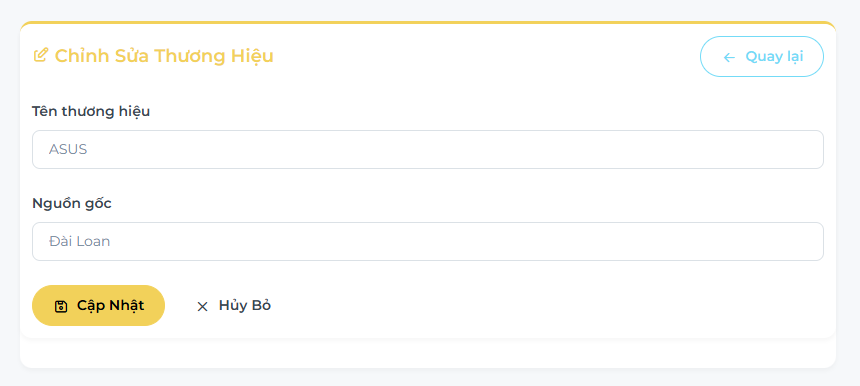 Chỉnh Sửa Thương Hiệu
Quay lại
Tên thương hiệu
ASUS
Nguồn gốc
Đài Loan
Cập Nhật
Hủy Bỏ